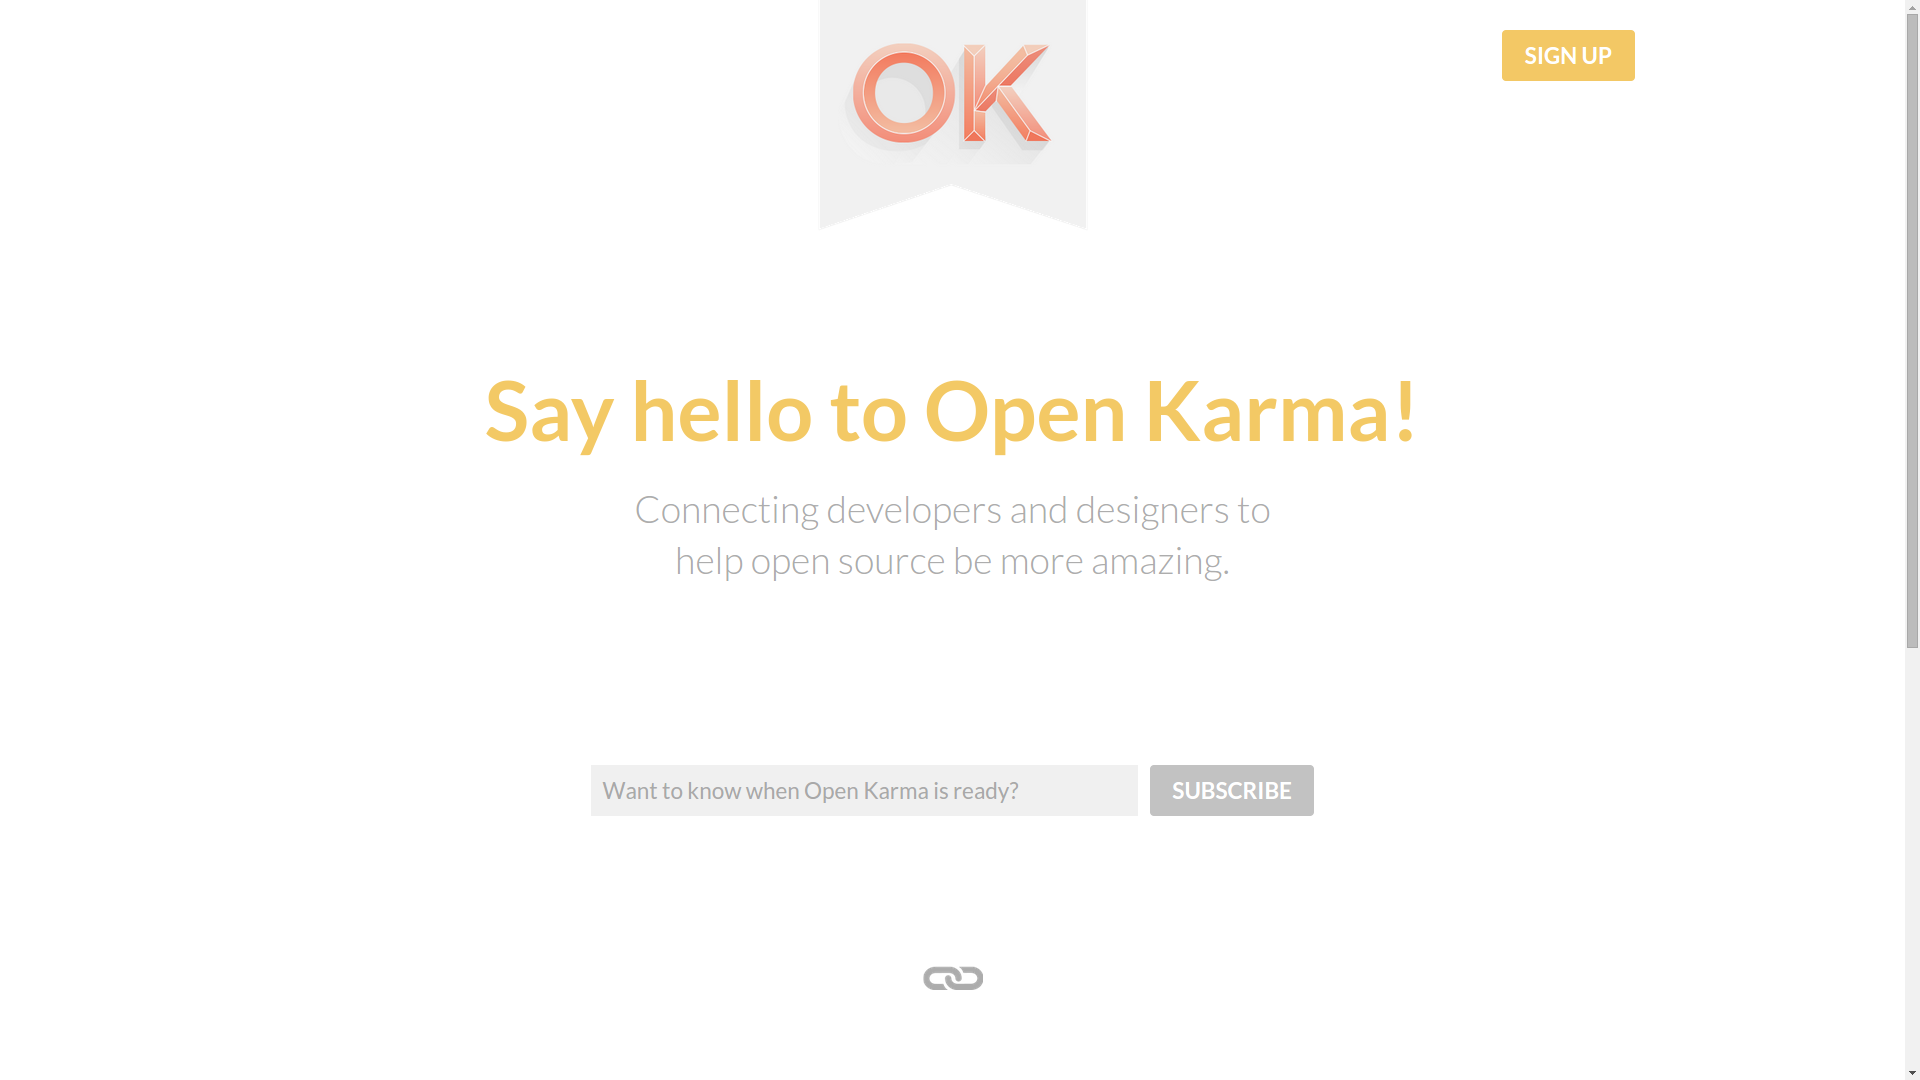 OK
SIGN UP
Say hello to Open Karma!
Connecting developers and designers to
help open source be more amazing.
Want to know when Open Karma is ready?
SUBSCRIBE